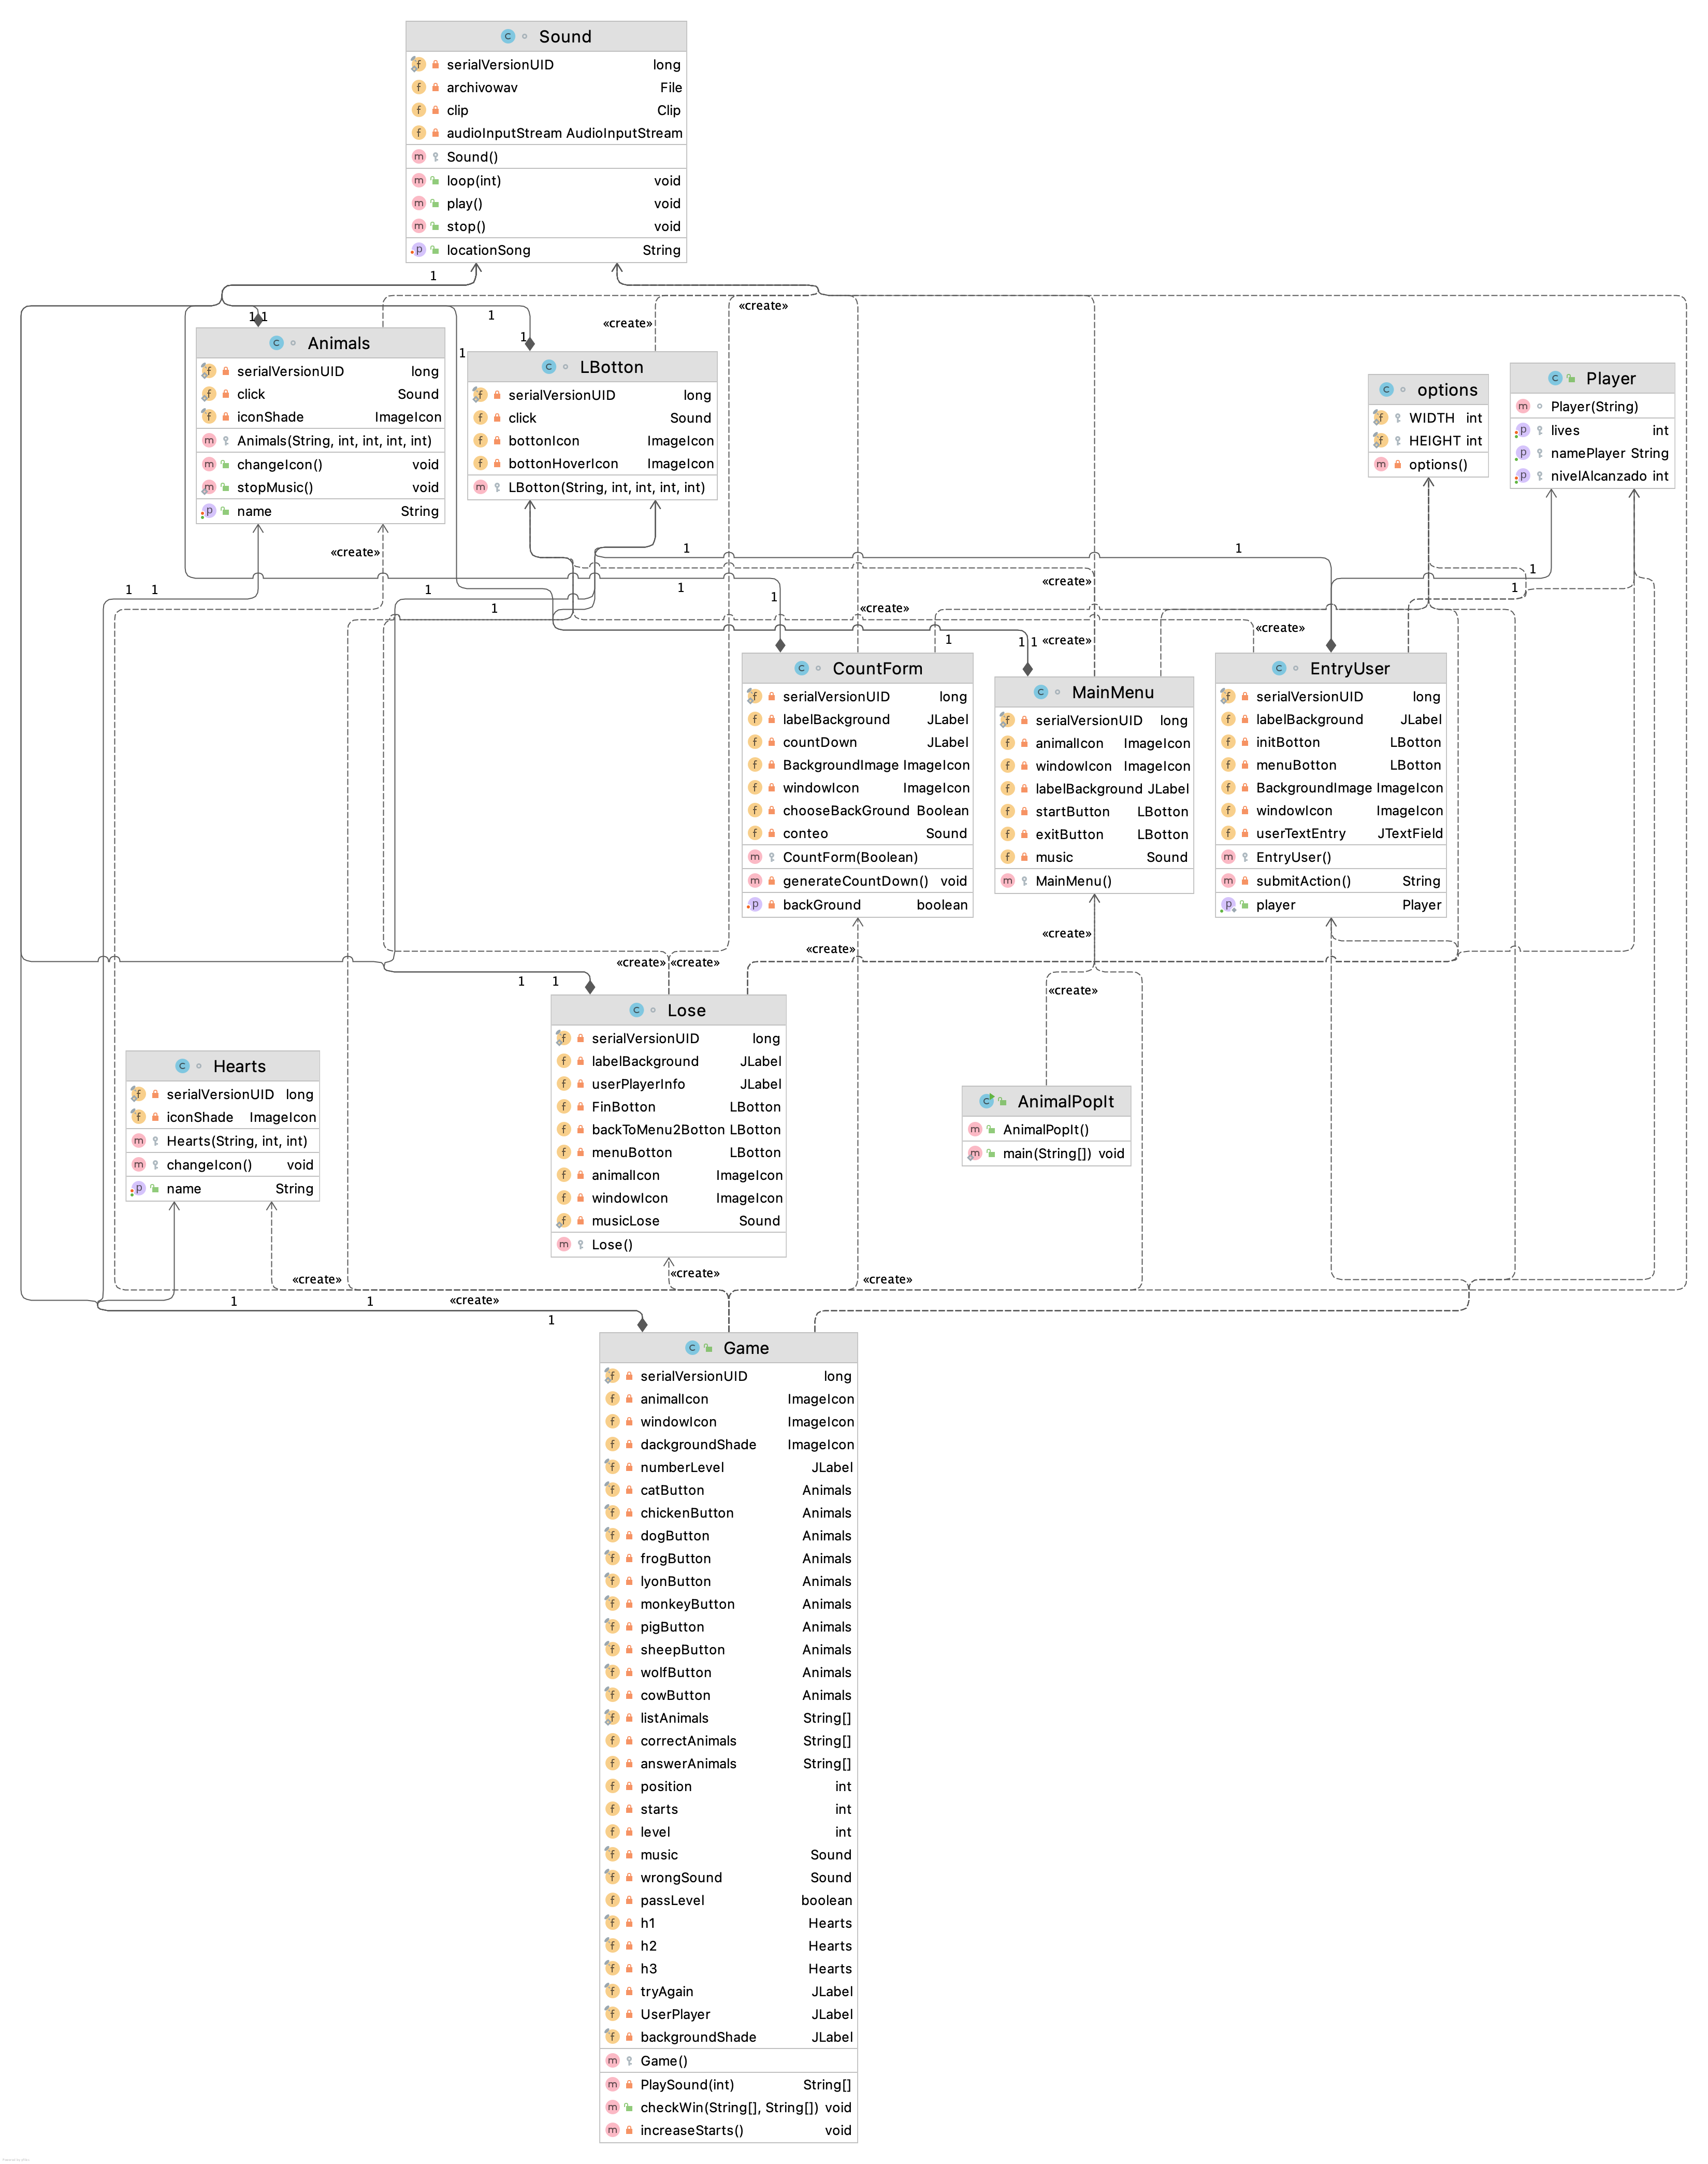 Sound
serialVersionUID long
archivowav File
clip Clip
audioInputStream AudioInputStream
Sound()
loop(int) void
play() void
stop() void
locationSong String
1
«create»
1 1
1
«create»
1
1
Animals
serialVersionUID long
click Sound
iconShade ImageIcon
Animals(String, int, int, int, int)
changeIcon() void
stopMusic() void
name String
LBotton
serialVersionUID long
click Sound
bottonIcon ImageIcon
bottonHoverIcon ImageIcon
LBotton(String, int, int, int, int)
options
WIDTH int
HEIGHT int
options()
Player
Player(String)
lives int
namePlayer String
nivelAlcanzado int
«create»
1
1
1
«create»
1 1
1
1
1
1
1
«create»
1
«create»
1 1
«create»
CountForm
serialVersionUID long
labelBackground JLabel
countDown JLabel
BackgroundImage ImageIcon
windowIcon ImageIcon
chooseBackGround Boolean
conteo Sound
CountForm(Boolean)
generateCountDown() void
backGround boolean
MainMenu
serialVersionUID long
animalIcon ImageIcon
windowIcon ImageIcon
labelBackground JLabel
startButton LBotton
exitButton LBotton
music Sound
MainMenu()
EntryUser
serialVersionUID long
labelBackground JLabel
initBotton LBotton
menuBotton LBotton
BackgroundImage ImageIcon
windowIcon ImageIcon
userTextEntry JTextField
EntryUser()
submitAction() String
player Player
«create»
«create»
«create» «create»
1 1
«create»
Lose
serialVersionUID long
labelBackground JLabel
userPlayerInfo JLabel
FinBotton LBotton
backToMenu2Botton LBotton
menuBotton LBotton
animalIcon ImageIcon
windowIcon ImageIcon
musicLose Sound
Lose()
Hearts
serialVersionUID long
iconShade ImageIcon
Hearts(String, int, int)
changeIcon() void
name String
AnimalPopIt
AnimalPopIt()
main(String[]) void
«create»
«create»
«create»
1 1 «create»
1
Game
serialVersionUID long
animalIcon ImageIcon
windowIcon ImageIcon
dackgroundShade ImageIcon
numberLevel JLabel
catButton Animals
chickenButton Animals
dogButton Animals
frogButton Animals
lyonButton Animals
monkeyButton Animals
pigButton Animals
sheepButton Animals
wolfButton Animals
cowButton Animals
listAnimals String[]
correctAnimals String[]
answerAnimals String[]
position int
starts int
level int
music Sound
wrongSound Sound
passLevel boolean
h1 Hearts
h2 Hearts
h3 Hearts
tryAgain JLabel
UserPlayer JLabel
backgroundShade JLabel
Game()
PlaySound(int) String[]
checkWin(String[], String[]) void
increaseStarts() void